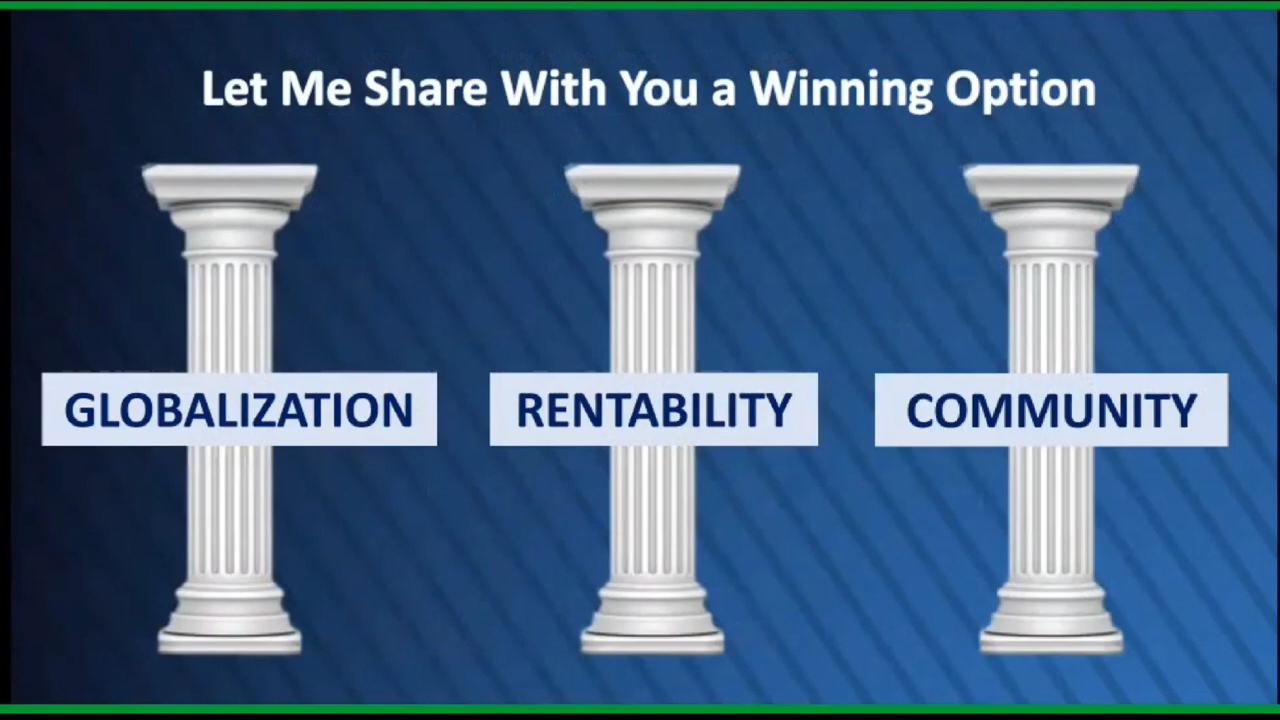 Let Me Share With You a Winning Option
GLOBALIZATION
RENTABILITY
COMMUNITY